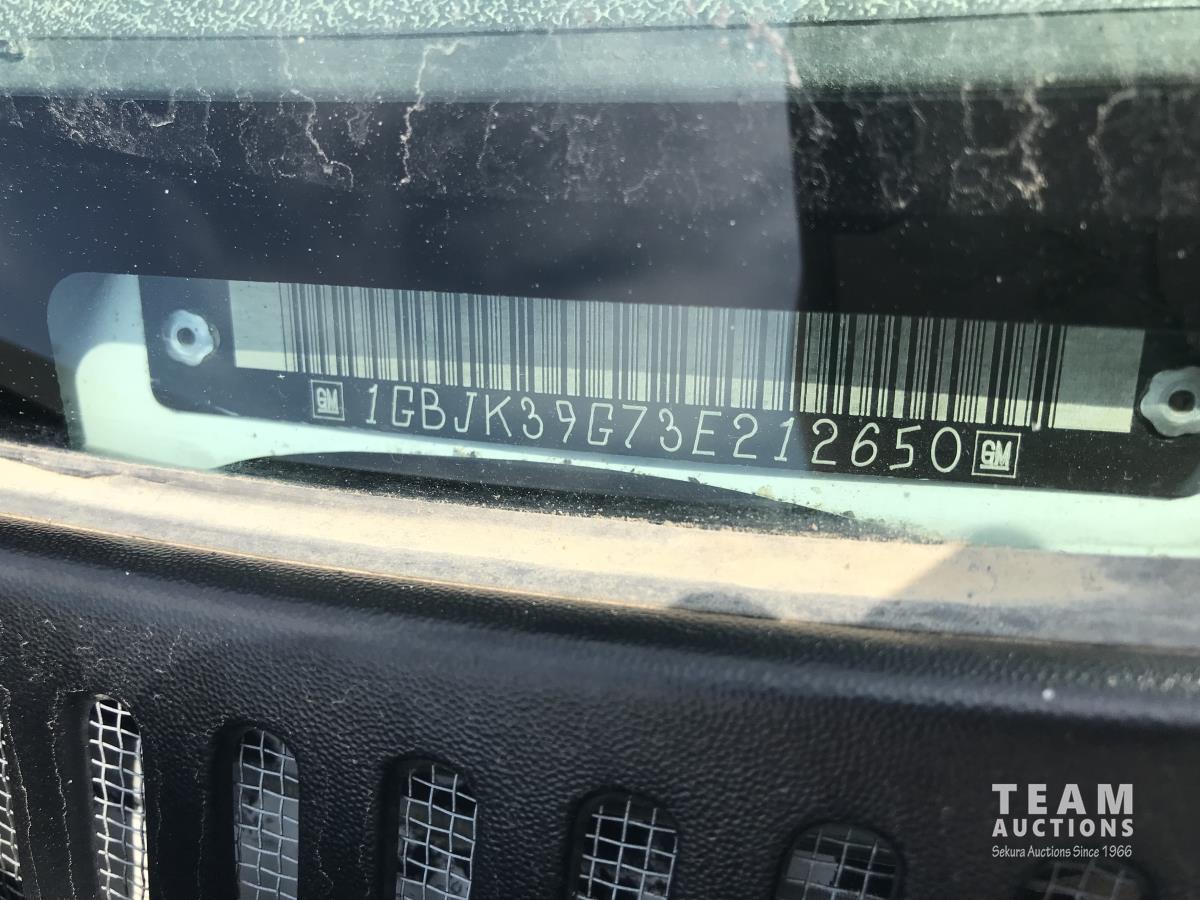 GM 1GBJK39G73E212650 GM
TEAM
AUCTIONS
Sekura Auctions Since 1966